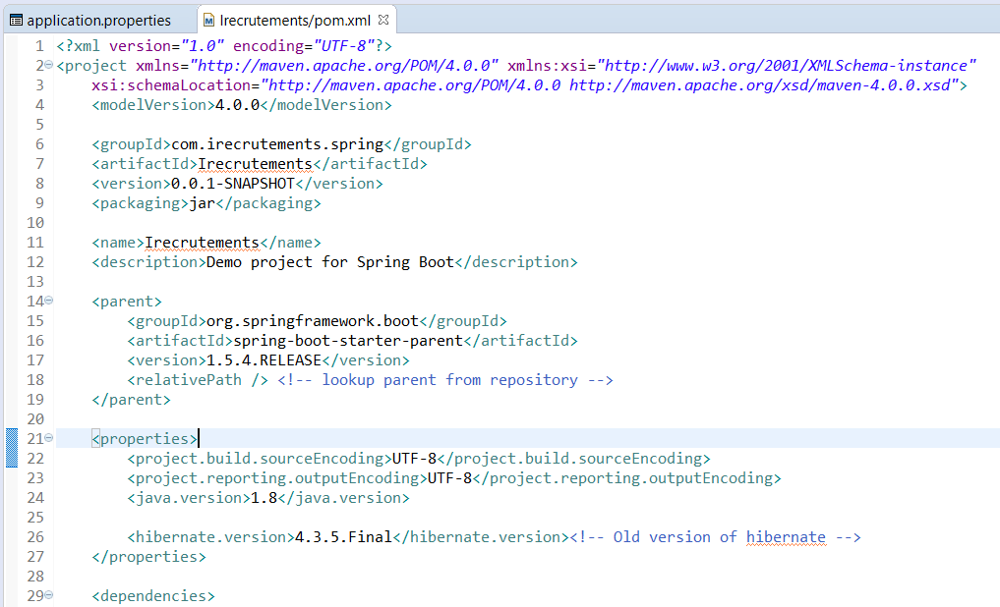 application.properties
Irecrutements/pom.xml
1 <?xml version="1.0" encoding="UTF-8"?>
2 <project xmlns="http://maven.apache.org/POM/4.0.0" xmlns:xsi="http://www.w3.org/2001/XMLSchema-instance"
3 xsi:schemaLocation="http://maven.apache.org/POM/4.0.0 http://maven.apache.org/xsd/maven-4.0.0.xsd">
4 <modelVersion>4.0.0</modelVersion>
5
6 <groupId>com.irecrutements.spring</groupId>
7 <artifactId>Irecrutements</artifactId>
8 <version>0.0.1-SNAPSHOT</version>
9 <packaging>jar</packaging>
10
11 <name>Irecrutements</name>
12 <description>Demo project for Spring Boot</description>
13
14 <parent>
15 <groupId>org.springframework.boot</groupId>
16 <artifactId>spring-boot-starter-parent</artifactId>
17 <version>1.5.4.RELEASE</version>
18 <relativePath /> <!-- lookup parent from repository -->
19 </parent>
20
21 <properties>
22 <project.build.sourceEncoding>UTF-8</project.build.sourceEncoding>
23 <project.reporting.outputEncoding>UTF-8</project.reporting.outputEncoding>
24 <java.version>1.8</java.version>
25
26 <hibernate.version>4.3.5.Final</hibernate.version><!-- Old version of hibernate -->
27 </properties>
28
29 <dependencies>